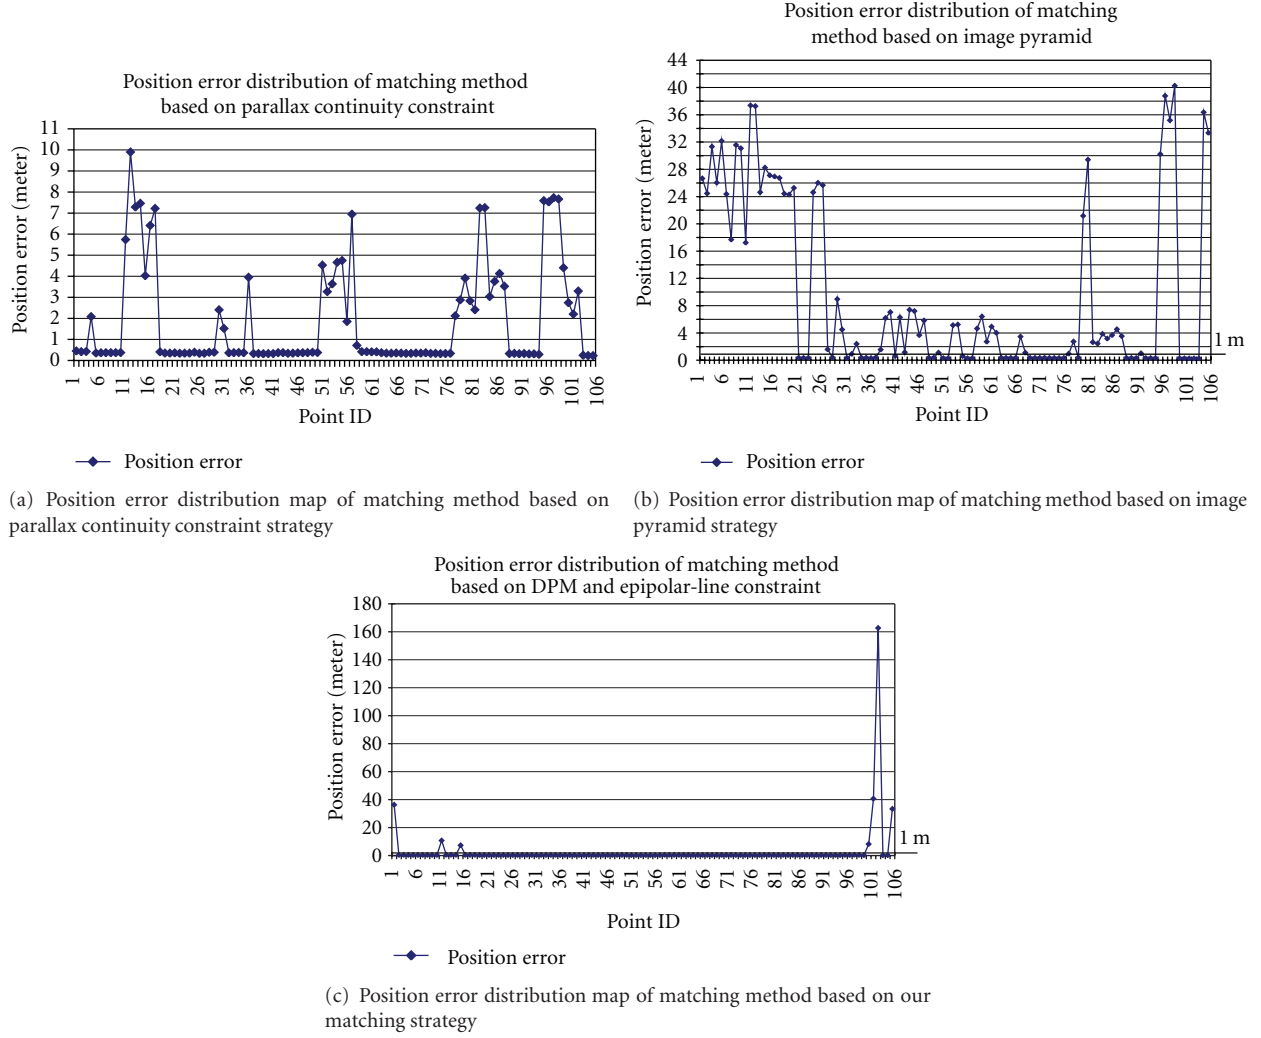 Position error distribution of matching method
based on parallax continuity constraint
Position error (meter)
11
10
9
8
7
6
5
4
3
2
1
0
1 6 11 16 21 26 31 36 41 46 51 56 61 66 71 76 81 86 91 96 101 106
Point ID
Position error
(a) Position error distribution map of matching method based on
parallax continuity constraint strategy
Position error distribution of matching
method based on image pyramid
Position error (meter)
44
40
36
32
28
24
20
16
12
8
4
0
1 m
1 6 11 16 21 26 31 36 41 46 51 56 61 66 71 76 81 86 91 96 101 106
Point ID
Position error
(b) Position error distribution map of matching method based on image
pyramid strategy
Position error distribution of matching method
based on DPM and epipolar-line constraint
Position error (meter)
180
160
140
120
100
80
60
40
20
0
1 m
1 6 11 16 21 26 31 36 41 46 51 56 61 66 71 76 81 86 91 96 101 106
Point ID
Position error
(c) Position error distribution map of matching method based on our
matching strategy